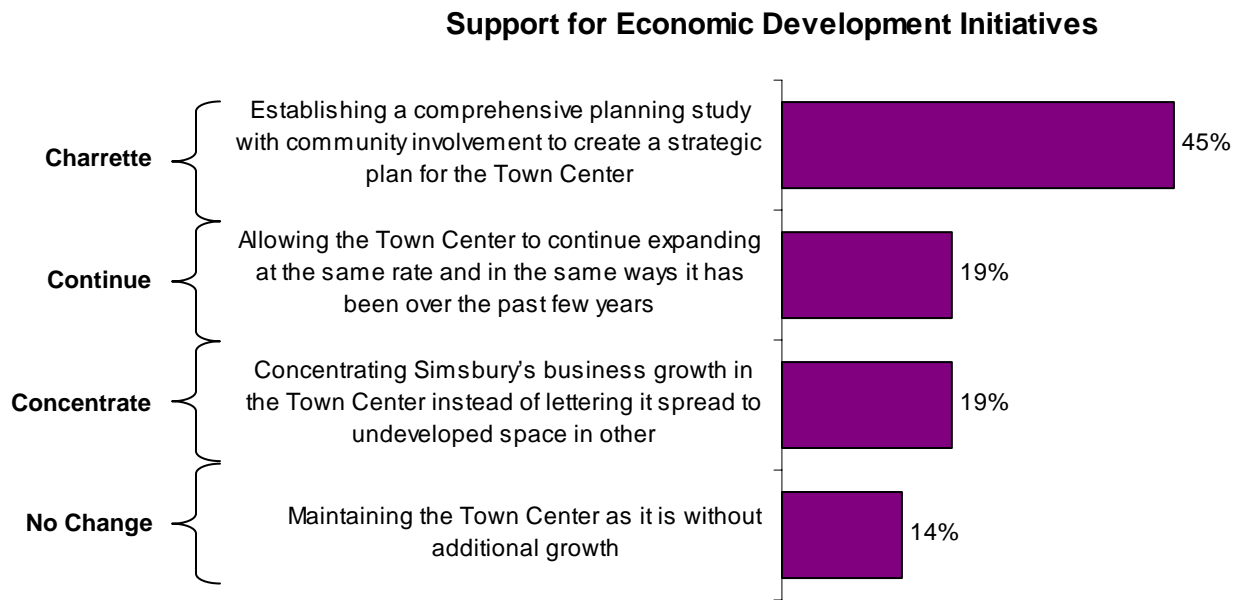 Support for Economic Development Initiatives
Charrette
Establishing a comprehensive planning study
with community involvement to create a strategic
plan for the Town Center
45%
Continue
Allowing the Town Center to continue expanding
at the same rate and in the same ways it has
been over the past few years
19%
Concentrate
Concentrating Simsbury's business growth in
the Town Center instead of lettering it spread to
undeveloped space in other
19%
No Change
Maintaining the Town Center as it is without
additional growth
14%